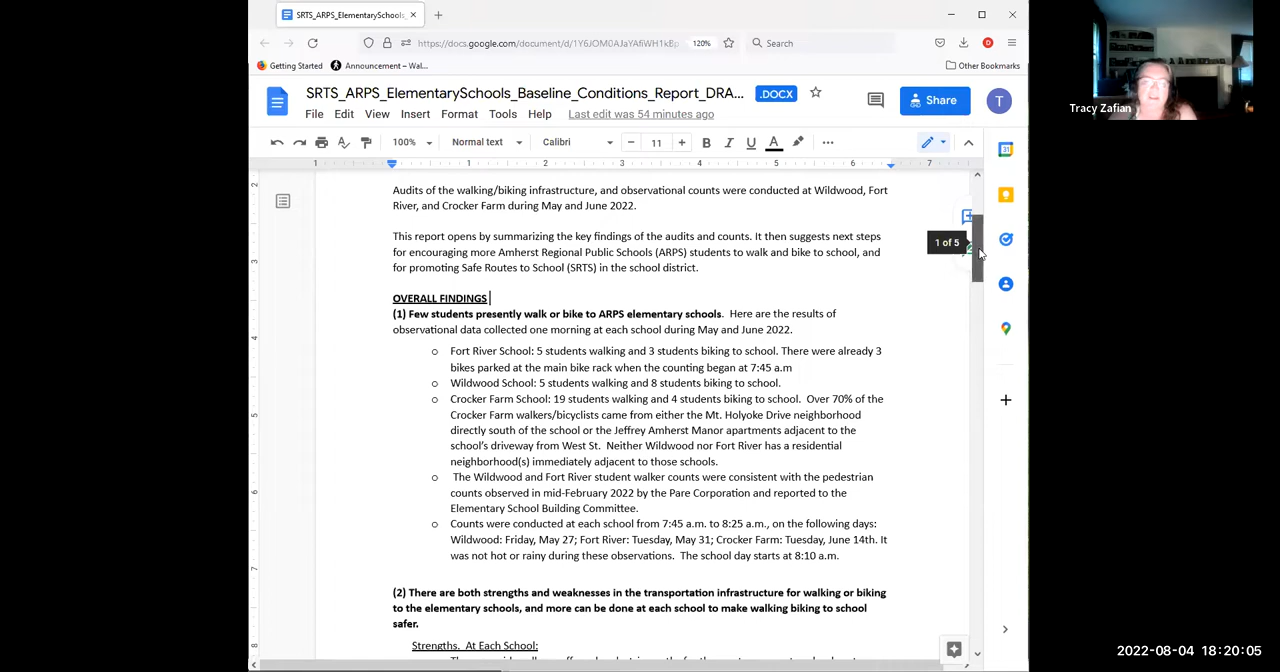 SRTS_ARPS_ElementarySchools_
https://docs.google.com/document/d/1Y6JOM0AJaYAfiWH1kBp
120%
Search
Getting Started
Announcement – Wal...
Other Bookmarks
SRTS_ARPS_ElementarySchools_Baseline_Conditions_Report_DRA...
.DOCX
Share
T
File Edit View Insert Format Tools Help
Last edit was 54 minutes ago
100%
Normal text
Calibri
11
B I U A
1 1 2 3 4 5 6 7
Audits of the walking/biking infrastructure, and observational counts were conducted at Wildwood, Fort
River, and Crocker Farm during May and June 2022.
This report opens by summarizing the key findings of the audits and counts. It then suggests next steps
for encouraging more Amherst Regional Public Schools (ARPS) students to walk and bike to school, and
for promoting Safe Routes to School (SRTS) in the school district.
1 of 5
OVERALL FINDINGS
(1) Few students presently walk or bike to ARPS elementary schools. Here are the results of
observational data collected one morning at each school during May and June 2022.
Fort River School: 5 students walking and 3 students biking to school. There were already 3
bikes parked at the main bike rack when the counting began at 7:45 a.m
Wildwood School: 5 students walking and 8 students biking to school.
Crocker Farm School: 19 students walking and 4 students biking to school. Over 70% of the
Crocker Farm walkers/bicyclists came from either the Mt. Holyoke Drive neighborhood
directly south of the school or the Jeffrey Amherst Manor apartments adjacent to the
school's driveway from West St. Neither Wildwood nor Fort River has a residential
neighborhood(s) immediately adjacent to those schools.
The Wildwood and Fort River student walker counts were consistent with the pedestrian
counts observed in mid-February 2022 by the Pare Corporation and reported to the
Elementary School Building Committee.
Counts were conducted at each school from 7:45 a.m. to 8:25 a.m., on the following days:
Wildwood: Friday, May 27; Fort River: Tuesday, May 31; Crocker Farm: Tuesday, June 14th. It
was not hot or rainy during these observations. The school day starts at 8:10 a.m.
(2) There are both strengths and weaknesses in the transportation infrastructure for walking or biking
to the elementary schools, and more can be done at each school to make walking biking to school
safer.
Strengths. At Each School:
Tracy Zafian
2022-08-04 18:20:05